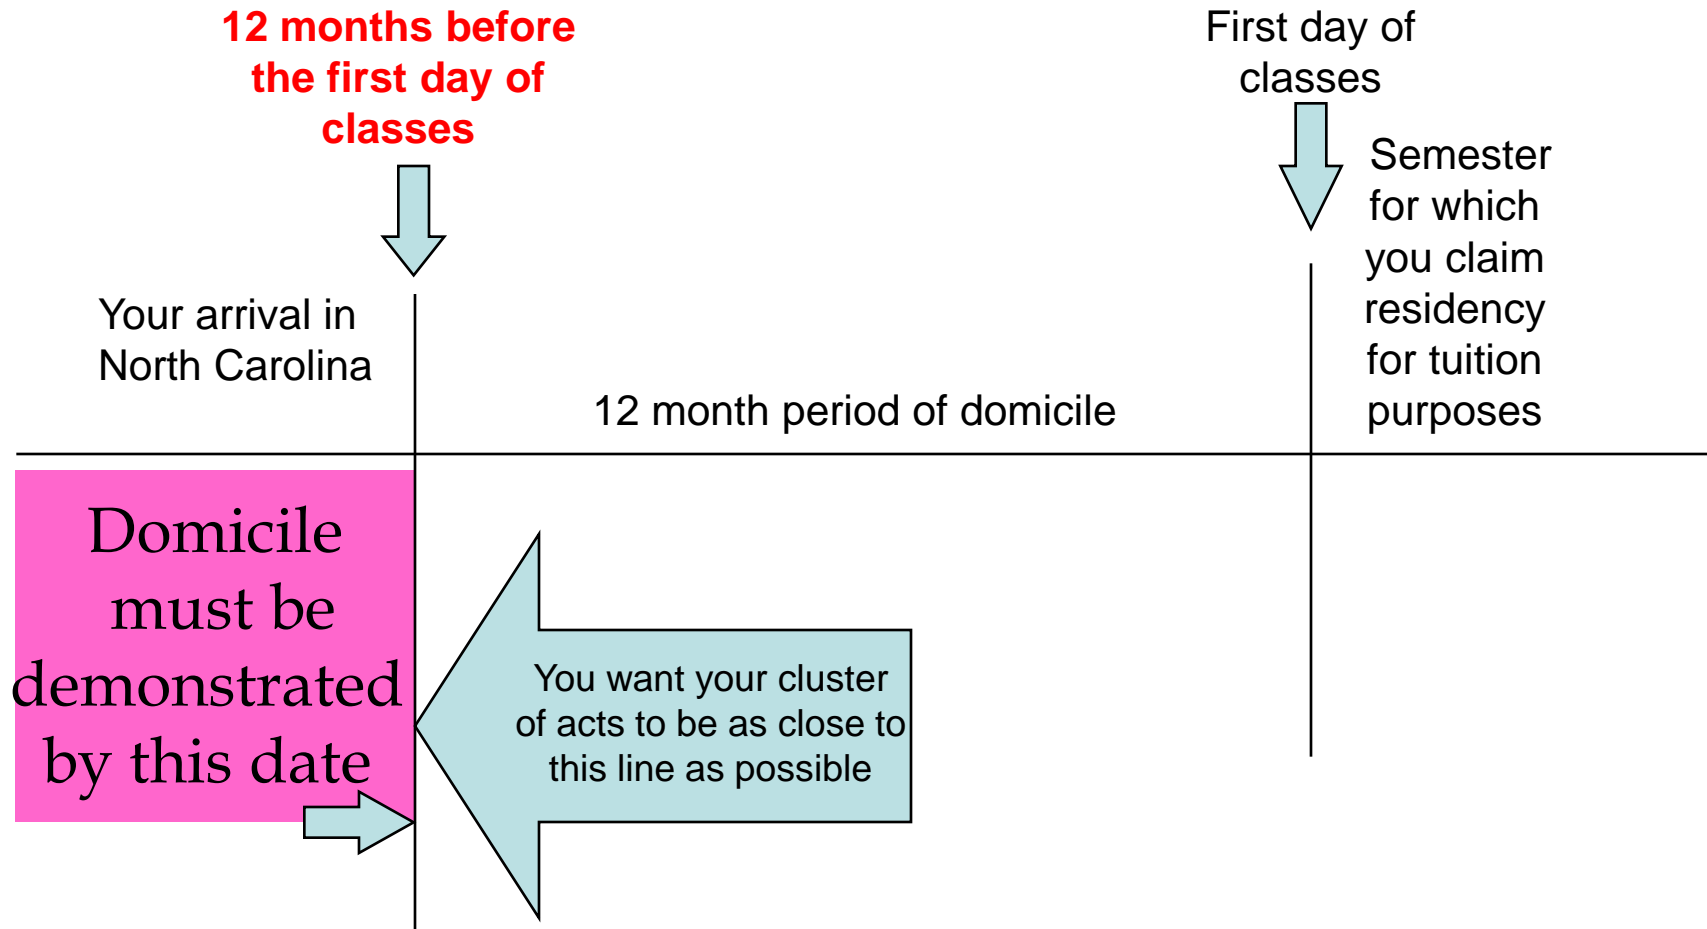 12 months before
the first day of
classes
First day of
classes
Semester
for which
you claim
residency
for tuition
purposes
Your arrival in
North Carolina
12 month period of domicile
Domicile
must be
demonstrated
by this date
You want your cluster
of acts to be as close to
this line as possible